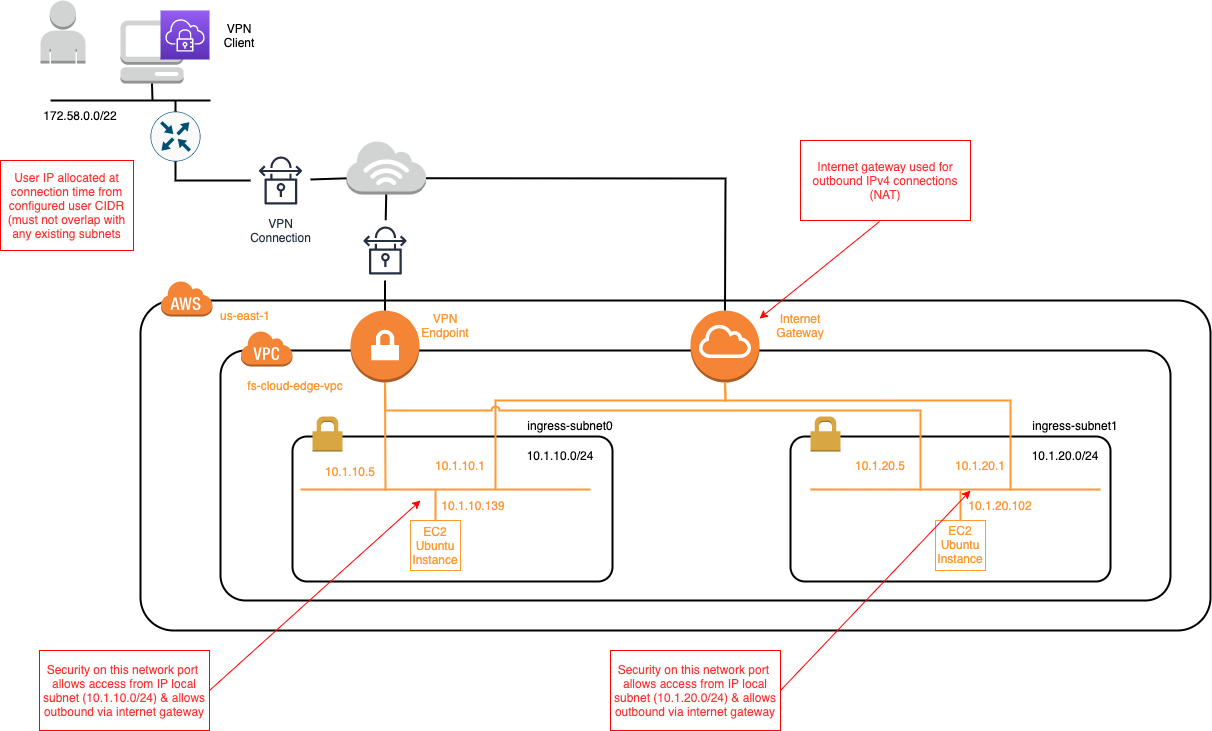 VPN
Client
172.58.0.0/22
User IP allocated at
connection time from
configured user CIDR
(must not overlap with
any existing subnets
VPN
Connection
Internet gateway used for
outbound IPv4 connections
(NAT)
AWS
us-east-1
VPN
Endpoint
Internet
Gateway
VPC
fs-cloud-edge-vpc
ingress-subnet0
10.1.10.0/24
10.1.10.5
10.1.10.1
10.1.10.139
EC2
Ubuntu
Instance
ingress-subnet1
10.1.20.0/24
10.1.20.5
10.1.20.1
10.1.20.102
EC2
Ubuntu
Instance
Security on this network port
allows access from IP local
subnet (10.1.10.0/24) & allows
outbound via internet gateway
Security on this network port
allows access from IP local
subnet (10.1.20.0/24) & allows
outbound via internet gateway